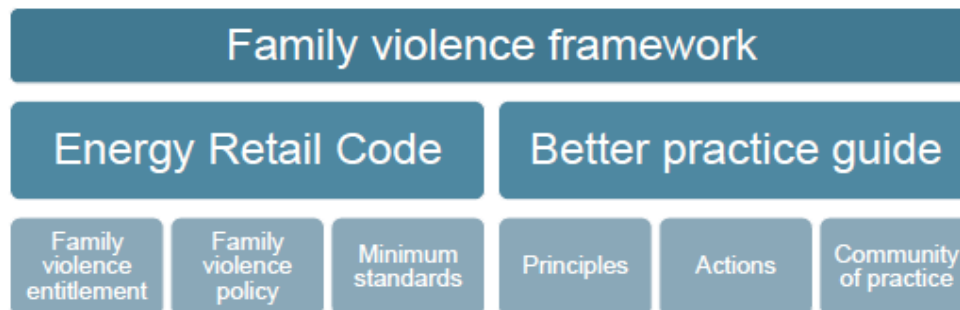 Family violence framework
Energy Retail Code
Better practice guide
Family
violence
entitlement
Family
violence
policy
Minimum
standards
Principles
Actions
Community
of practice